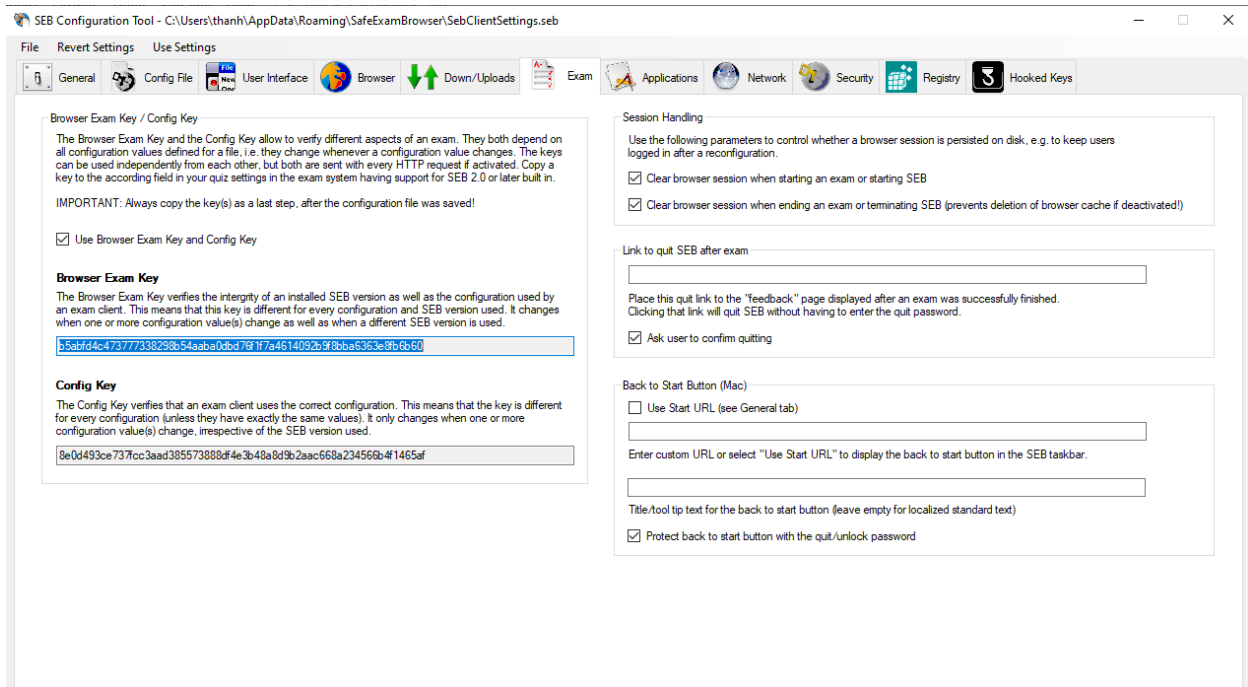 SEB Configuration Tool - C:\Users\thanh\AppData\Roaming\SafeExamBrowser\SebClientSettings.seb
File Revert Settings Use Settings
General Config File User Interface Browser Down/Uploads Exam Applications Network Security Registry Hooked Keys
Browser Exam Key / Config Key
The Browser Exam Key and the Config Key allow to verify different aspects of an exam. They both depend on
all configuration values defined for a file, i.e. they change whenever a configuration value changes. The keys
can be used independently from each other, but both are sent with every HTTP request if activated. Copy a
key to the according field in your quiz settings in the exam system having support for SEB 2.0 or later built in.
IMPORTANT: Always copy the key(s) as a last step, after the configuration file was saved!
Use Browser Exam Key and Config Key
Browser Exam Key
The Browser Exam Key verifies the intergrity of an installed SEB version as well as the configuration used by
an exam client. This means that this key is different for every configuration and SEB version used. It changes
when one or more configuration value(s) change as well as when a different SEB version is used.
b5abfd4c473777338298b54aaba0dbd76f1f7a4614092b9f8bba6363e8fb6b60
Config Key
The Config Key verifies that an exam client uses the correct configuration. This means that the key is different
for every configuration (unless they have exactly the same values). It only changes when one or more
configuration value(s) change, irrespective of the SEB version used.
8e0d493ce737fcc3aad385573888df4e3b48a8d9b2aac668a234566b4f1465af
Session Handling
Use the following parameters to control whether a browser session is persisted on disk, e.g. to keep users
logged in after a reconfiguration.
Clear browser session when starting an exam or starting SEB
Clear browser session when ending an exam or terminating SEB (prevents deletion of browser cache if deactivated!)
Link to quit SEB after exam
Place this quit link to the "feedback" page displayed after an exam was successfully finished.
Clicking that link will quit SEB without having to enter the quit password.
Ask user to confirm quitting
Back to Start Button (Mac)
Use Start URL (see General tab)
Enter custom URL or select "Use Start URL" to display the back to start button in the SEB taskbar.
Title/tool tip text for the back to start button (leave empty for localized standard text)
Protect back to start button with the quit/unlock password